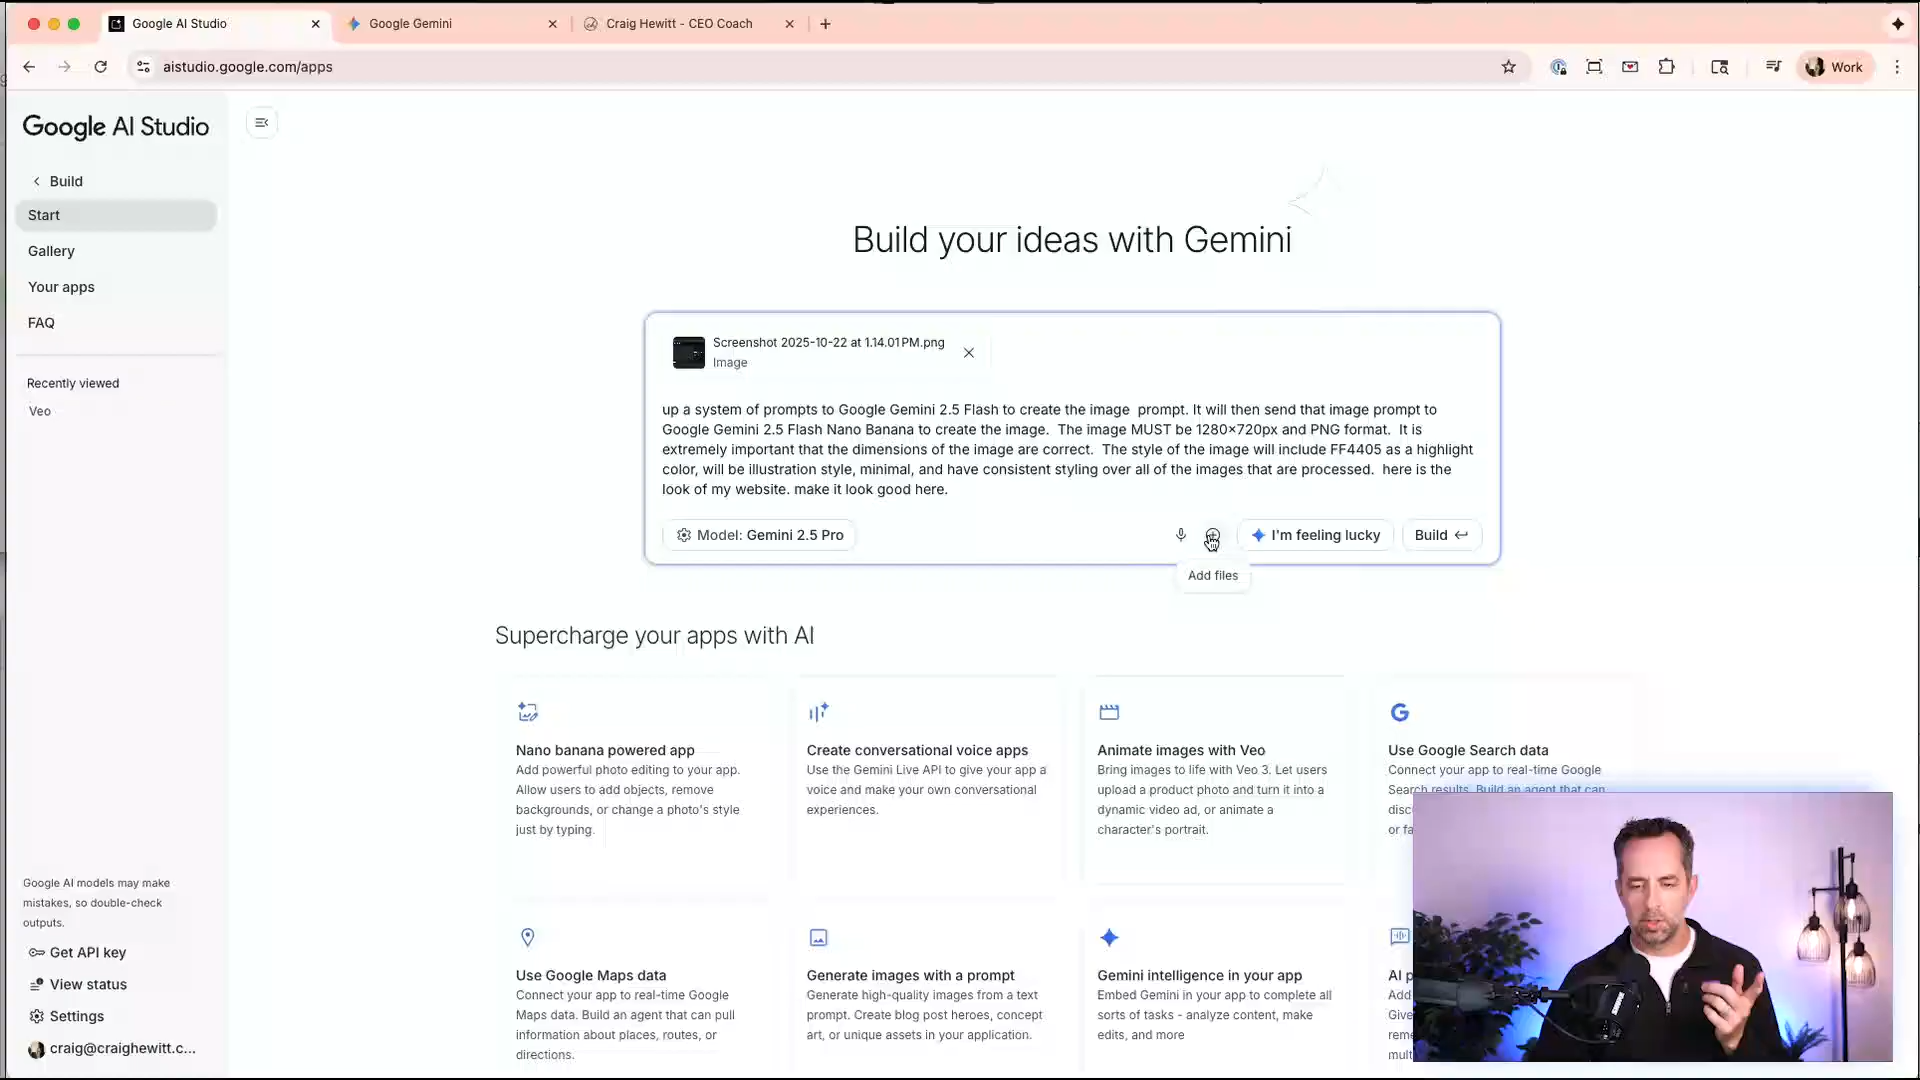 Google AI Studio
Google Gemini
Craig Hewitt - CEO Coach
aistudio.google.com/apps
Work
Google AI Studio
Build
Start
Gallery
Your apps
FAQ
Recently viewed
Veo
Build your ideas with Gemini
Screenshot 2025-10-22 at 1.14.01 PM.png
Image
up a system of prompts to Google Gemini 2.5 Flash to create the image  prompt. It will then send that image prompt to
Google Gemini 2.5 Flash Nano Banana to create the image.  The image MUST be 1280x720px and PNG format.  It is
extremely important that the dimensions of the image are correct.  The style of the image will include FF4405 as a highlight
color, will be illustration style, minimal, and have consistent styling over all of the images that are processed.  here is the
look of my website. make it look good here.
Model: Gemini 2.5 Pro
I'm feeling lucky
Build
Add files
Supercharge your apps with AI
Nano banana powered app
Add powerful photo editing to your app.
Allow users to add objects, remove
backgrounds, or change a photo's style
just by typing.
Create conversational voice apps
Use the Gemini Live API to give your app a
voice and make your own conversational
experiences.
Animate images with Veo
Bring images to life with Veo 3. Let users
upload a product photo and turn it into a
dynamic video ad, or animate a
character's portrait.
Use Google Search data
Connect your app to real-time Google
Search results. Build an agent that can
disc
or fa
Use Google Maps data
Connect your app to real-time Google
Maps data. Build an agent that can pull
information about places, routes, or
directions.
Generate images with a prompt
Generate high-quality images from a text
prompt. Create blog post heroes, concept
art, or unique assets in your application.
Gemini intelligence in your app
Embed Gemini in your app to complete all
sorts of tasks - analyze content, make
edits, and more
AI p
Add
Give
reme
mult
Google AI models may make
mistakes, so double-check
outputs.
Get API key
View status
Settings
craig@craighewitt.c...